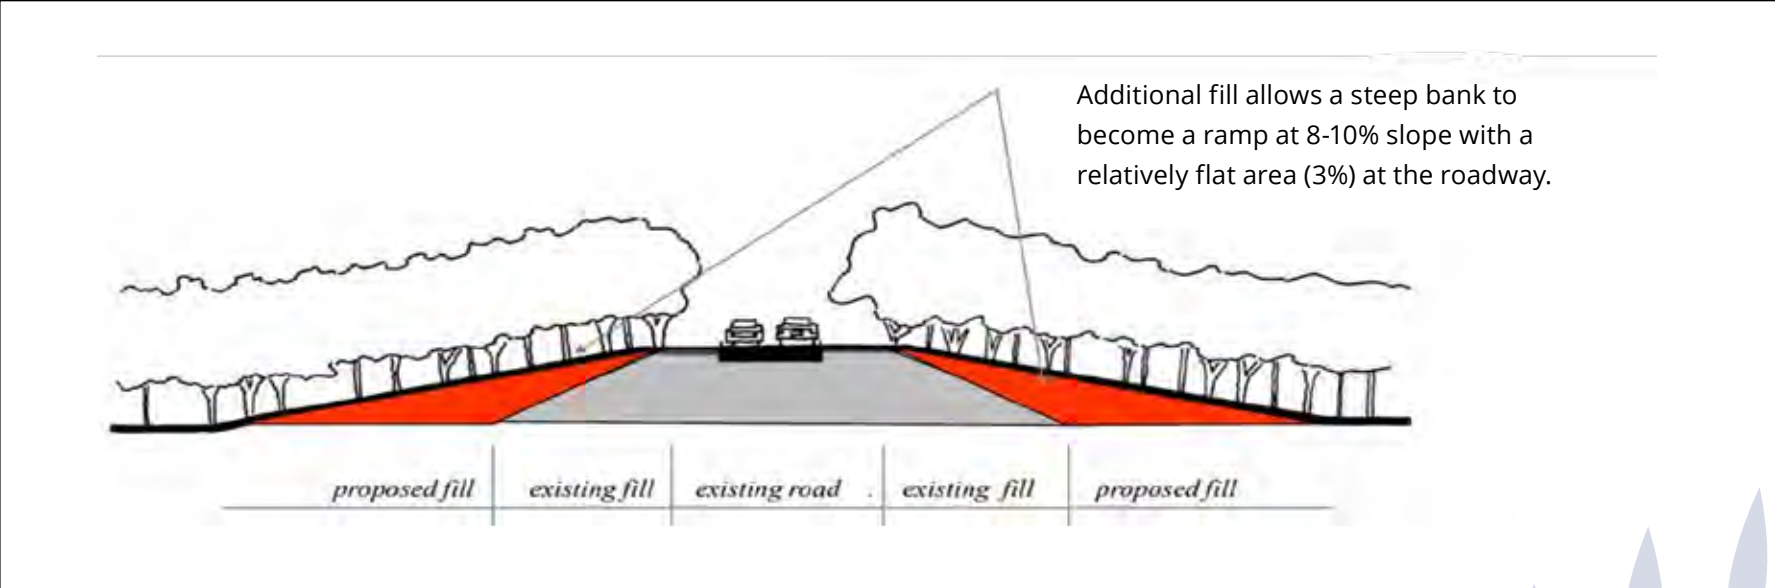 Additional fill allows a steep bank to
become a ramp at 8-10% slope with a
relatively flat area (3%) at the roadway.
proposed fill existing fill existing road existing fill proposed fill